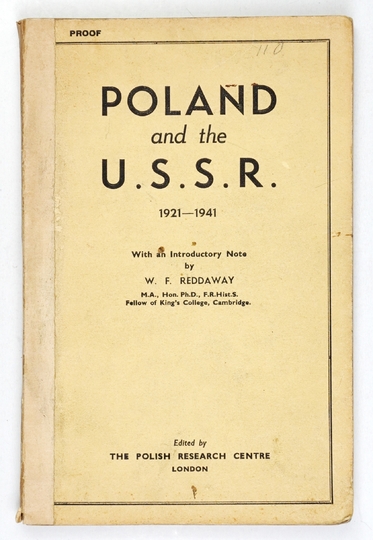 PROOF
POLAND
and the
U.S.S.R.
1921—1941
With an Introductory Note
by
W. F. REDDAWAY
M.A., Hon. Ph.D., F.R.Hist.S.
Fellow of King's College, Cambridge.
Edited by
THE POLISH RESEARCH CENTRE
LONDON